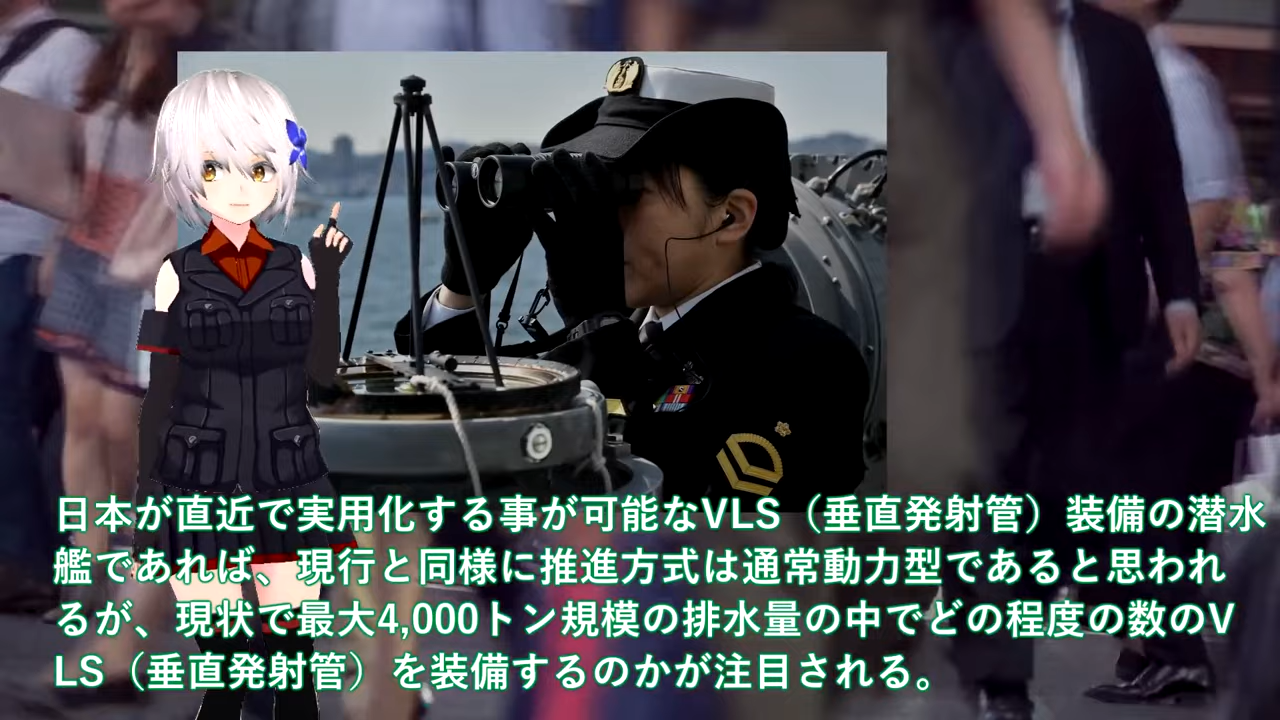 日本が直近で実用化する事が可能なVLS（垂直発射管）装備の潜水
艦であれば、現行と同様に推進方式は通常動力型であると思われ
るが、現状で最大4,000トン規模の排水量の中でどの程度の数のV
LS（垂直発射管）を装備するのかが注目される。